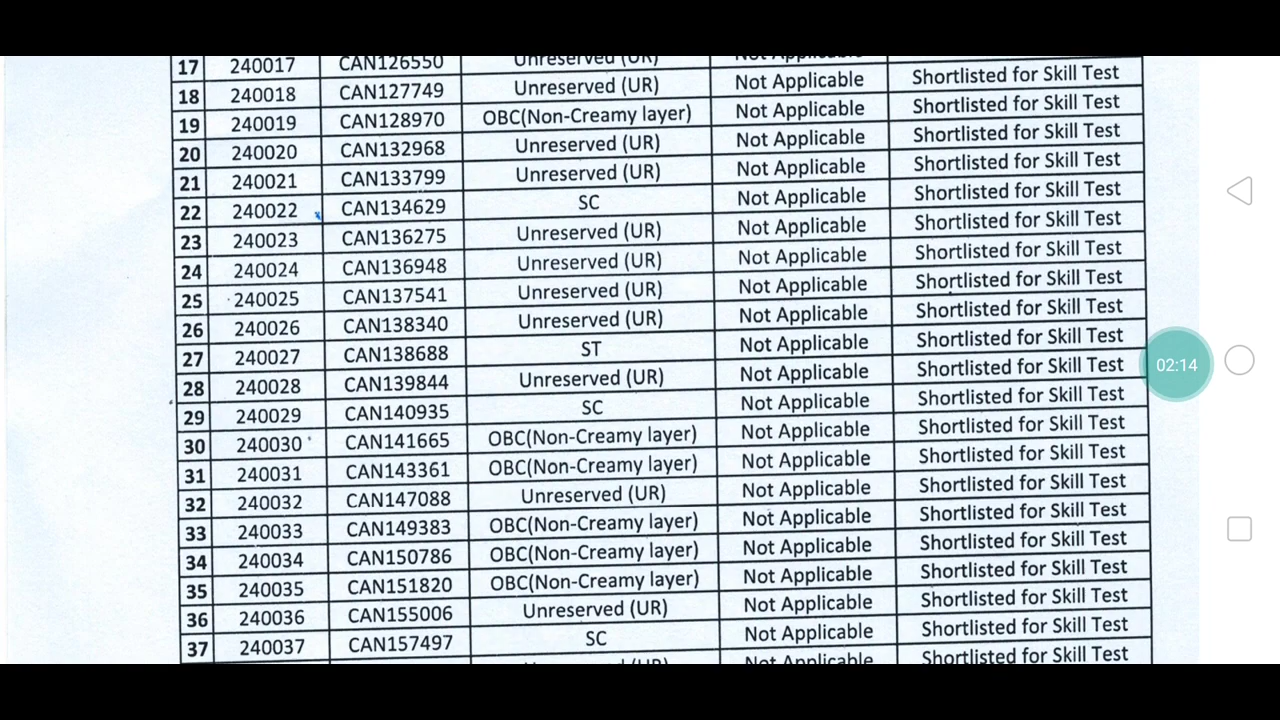 17 240017 CAN126550 Unreserved (UR) Not Applicable
18 240018 CAN127749 Unreserved (UR) Not Applicable Shortlisted for Skill Test
19 240019 CAN128970 OBC(Non-Creamy layer) Not Applicable Shortlisted for Skill Test
20 240020 CAN132968 Unreserved (UR) Not Applicable Shortlisted for Skill Test
21 240021 CAN133799 Unreserved (UR) Not Applicable Shortlisted for Skill Test
22 240022 CAN134629 SC Not Applicable Shortlisted for Skill Test
23 240023 CAN136275 Unreserved (UR) Not Applicable Shortlisted for Skill Test
24 240024 CAN136948 Unreserved (UR) Not Applicable Shortlisted for Skill Test
25 240025 CAN137541 Unreserved (UR) Not Applicable Shortlisted for Skill Test
26 240026 CAN138340 Unreserved (UR) Not Applicable Shortlisted for Skill Test
27 240027 CAN138688 ST Not Applicable Shortlisted for Skill Test
28 240028 CAN139844 Unreserved (UR) Not Applicable Shortlisted for Skill Test
29 240029 CAN140935 SC Not Applicable Shortlisted for Skill Test
30 240030 CAN141665 OBC(Non-Creamy layer) Not Applicable Shortlisted for Skill Test
31 240031 CAN143361 OBC(Non-Creamy layer) Not Applicable Shortlisted for Skill Test
32 240032 CAN147088 Unreserved (UR) Not Applicable Shortlisted for Skill Test
33 240033 CAN149383 OBC(Non-Creamy layer) Not Applicable Shortlisted for Skill Test
34 240034 CAN150786 OBC(Non-Creamy layer) Not Applicable Shortlisted for Skill Test
35 240035 CAN151820 OBC(Non-Creamy layer) Not Applicable Shortlisted for Skill Test
36 240036 CAN155006 Unreserved (UR) Not Applicable Shortlisted for Skill Test
37 240037 CAN157497 SC Not Applicable Shortlisted for Skill Test
Not Applicable Shortlisted for Skill Test
02:14